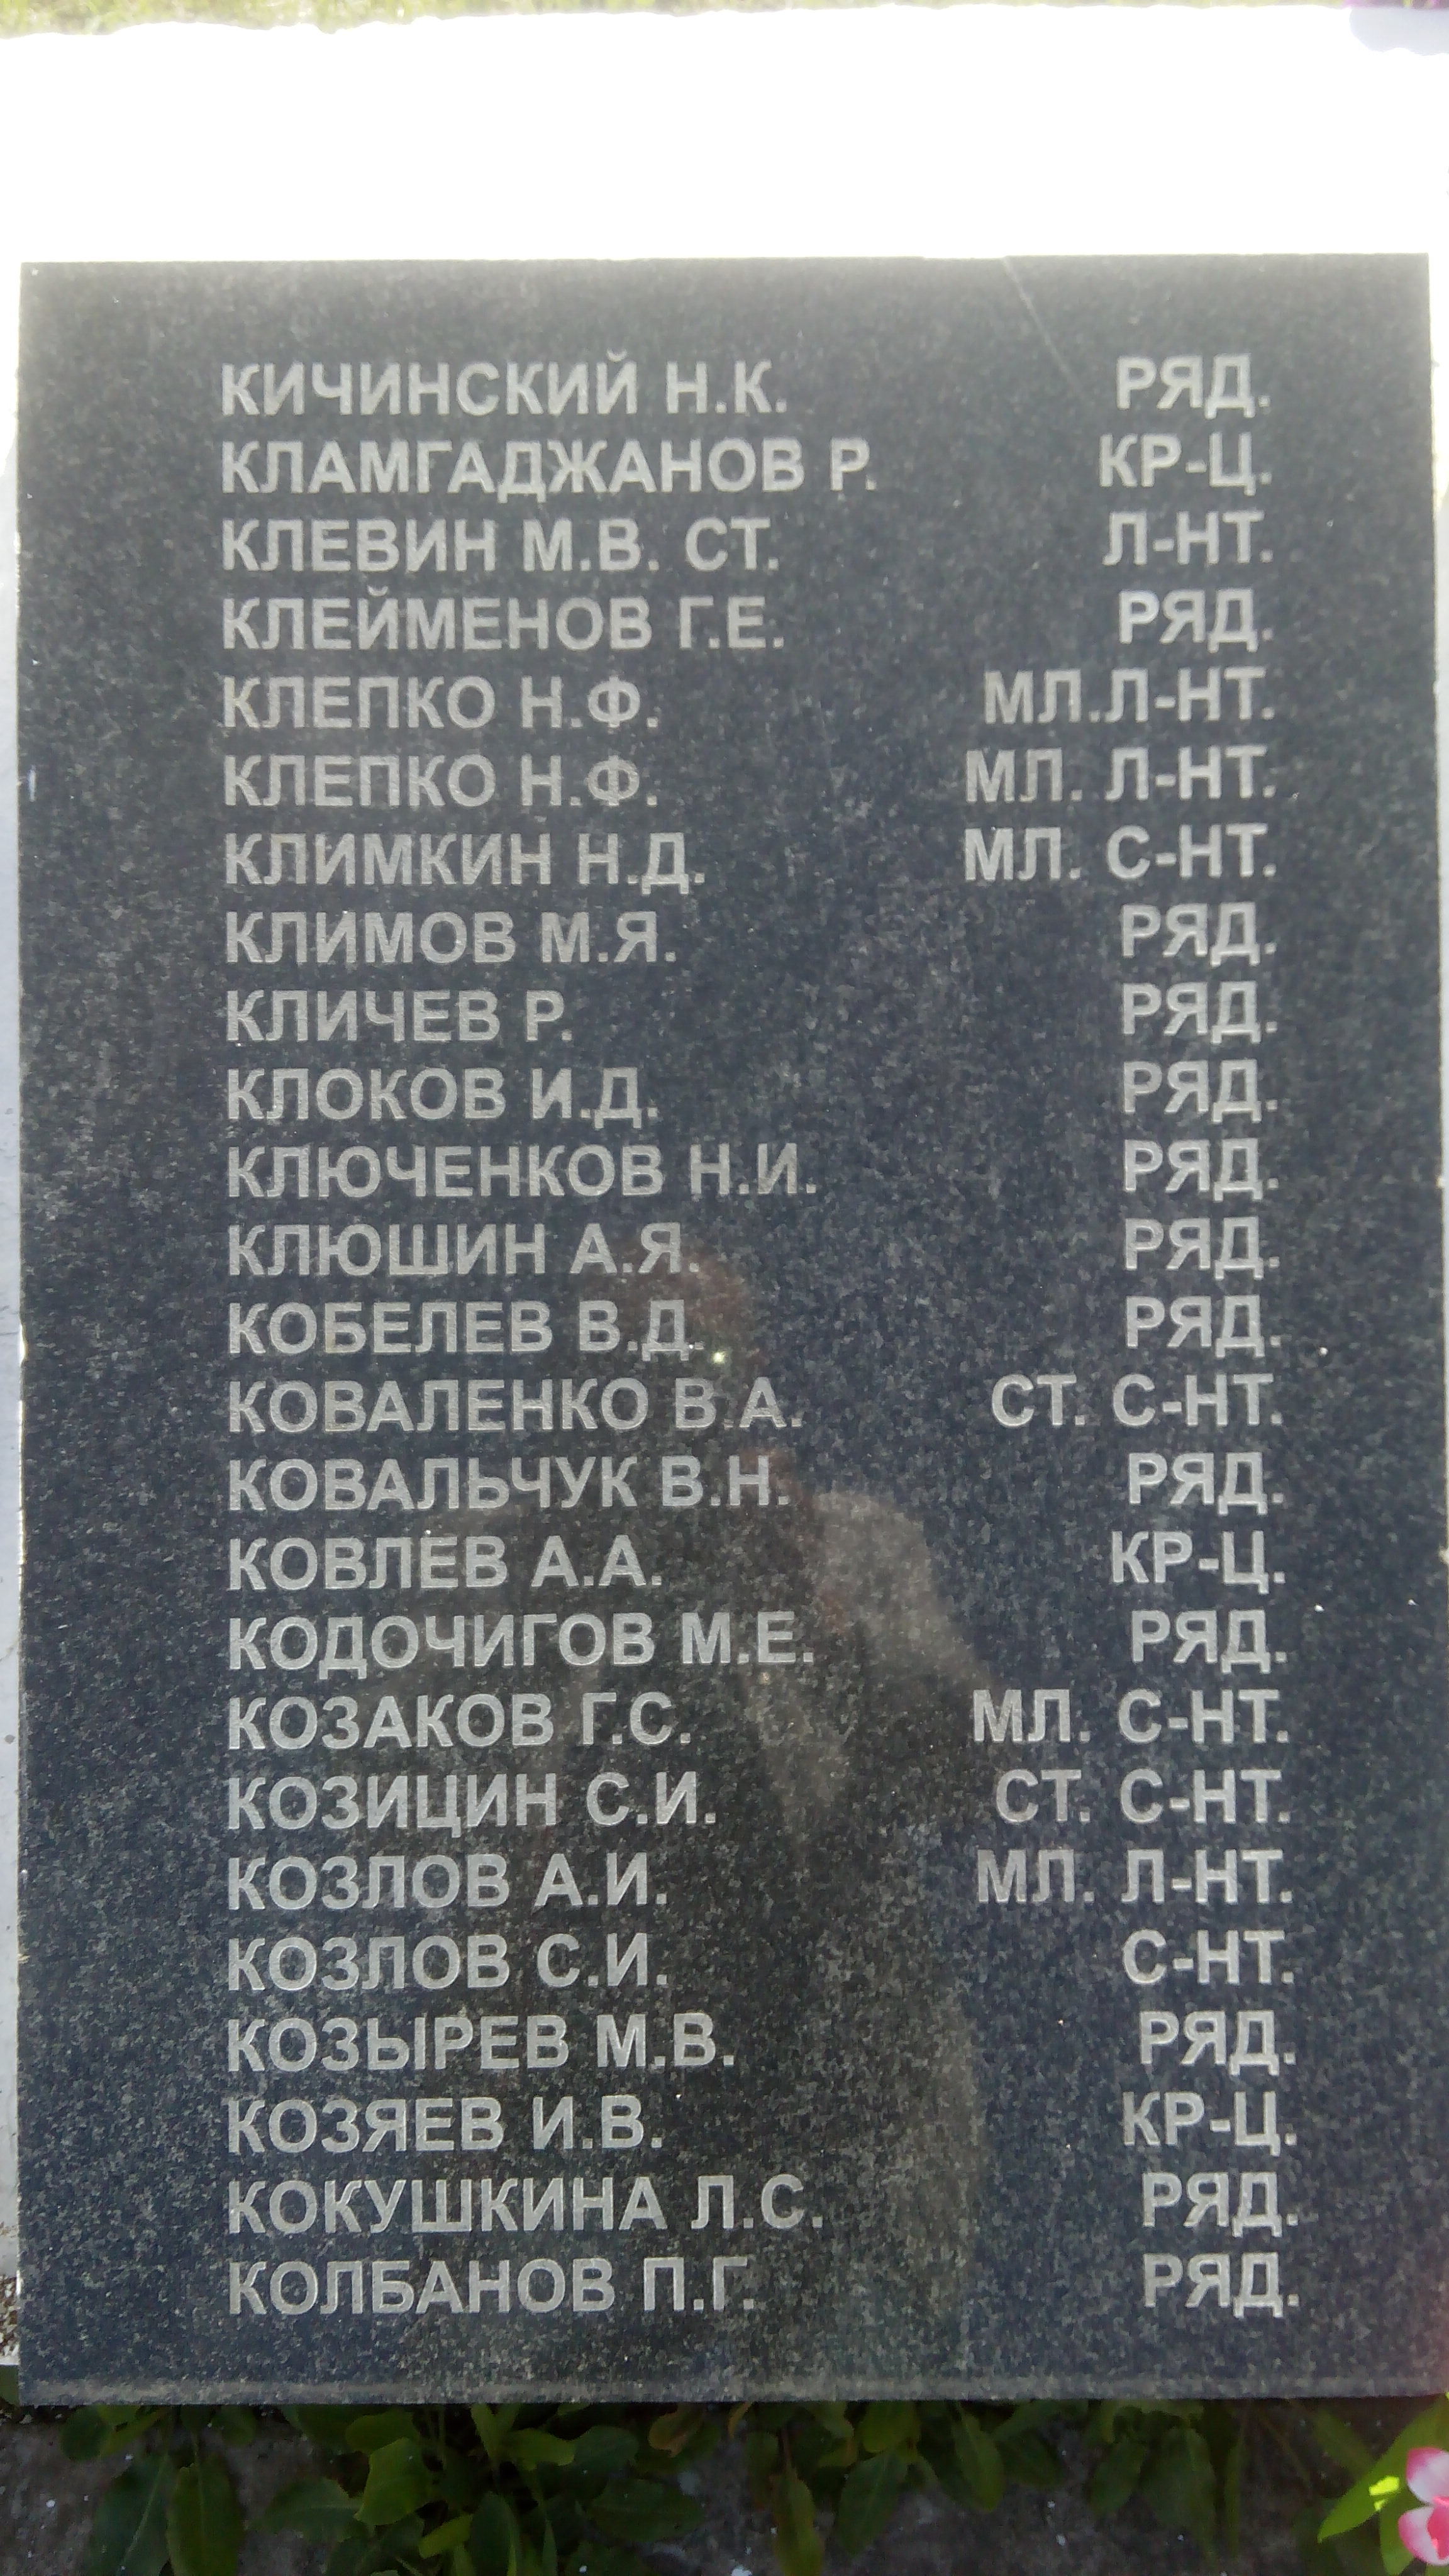 КИЧИНСКИЙ Н.К. РЯД.
КЛАМГАДЖАНОВ Р. КР-Ц.
КЛЕВИН М.В. СТ. Л-НТ.
КЛЕЙМЕНОВ Г.Е. РЯД.
КЛЕПКО Н.Ф. МЛ.Л-НТ.
КЛЕПКО Н.Ф. МЛ. Л-НТ.
КЛИМКИН Н.Д. МЛ. С-НТ.
КЛИМОВ М.Я. РЯД.
КЛИЧЕВ Р. РЯД.
КЛОКОВ И.Д. РЯД.
КЛЮЧЕНКОВ Н.И. РЯД.
КЛЮШИН А.Я. РЯД.
КОБЕЛЕВ В.Д. РЯД.
КОВАЛЕНКО В.А. СТ. С-НТ.
КОВАЛЬЧУК В.Н. РЯД.
КОВЛЕВ А.А. КР-Ц.
КОДОЧИГОВ М.Е. РЯД.
КОЗАКОВ Г.С. МЛ. С-НТ.
КОЗИЦИН С.И. СТ. С-НТ.
КОЗЛОВ А.И. МЛ. Л-НТ.
КОЗЛОВ С.И. С-НТ.
КОЗЫРЕВ М.В. РЯД.
КОЗЯЕВ И.В. КР-Ц.
КОКУШКИНА Л.С. РЯД.
КОЛБАНОВ П.Г. РЯД.